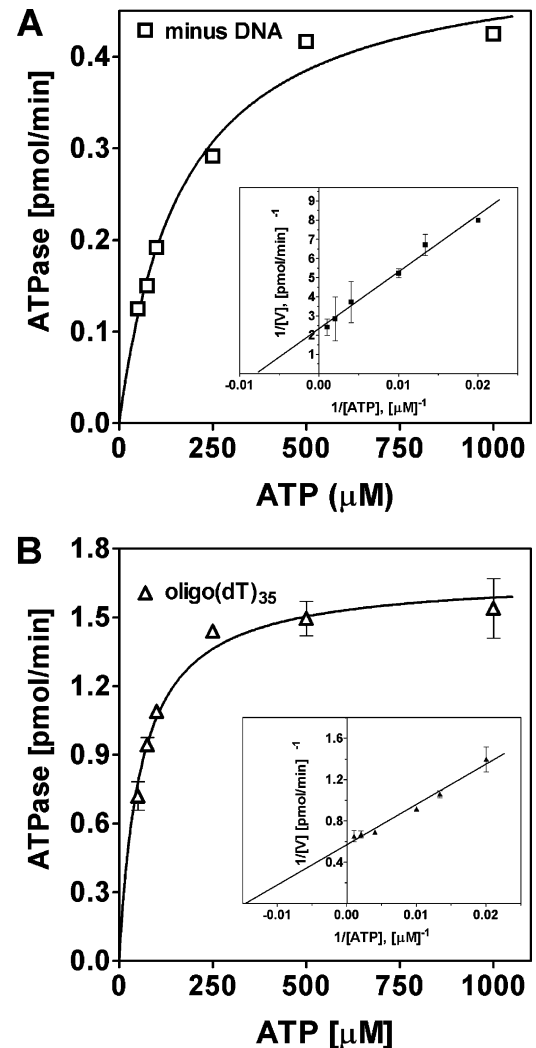 A
minus DNA
ATPase [pmol/min]
0.4
0.3
0.2
0.1
0.0
0 250 500 750 1000
ATP (μM)
1/[V], [pmol/min] -1
9
8
7
6
5
4
3
2
1
-0.01 0.00 0.01 0.02
1/[ATP], [μM]-1
B
oligo(dT)35
ATPase [pmol/min]
1.8
1.5
1.2
0.9
0.6
0.3
0.0
0 250 500 750 1000
ATP [μM]
1/[V] [pmol/min] -1
1.6
1.2
0.8
0.4
-0.01 0.00 0.01 0.02
1/[ATP], [μM]-1